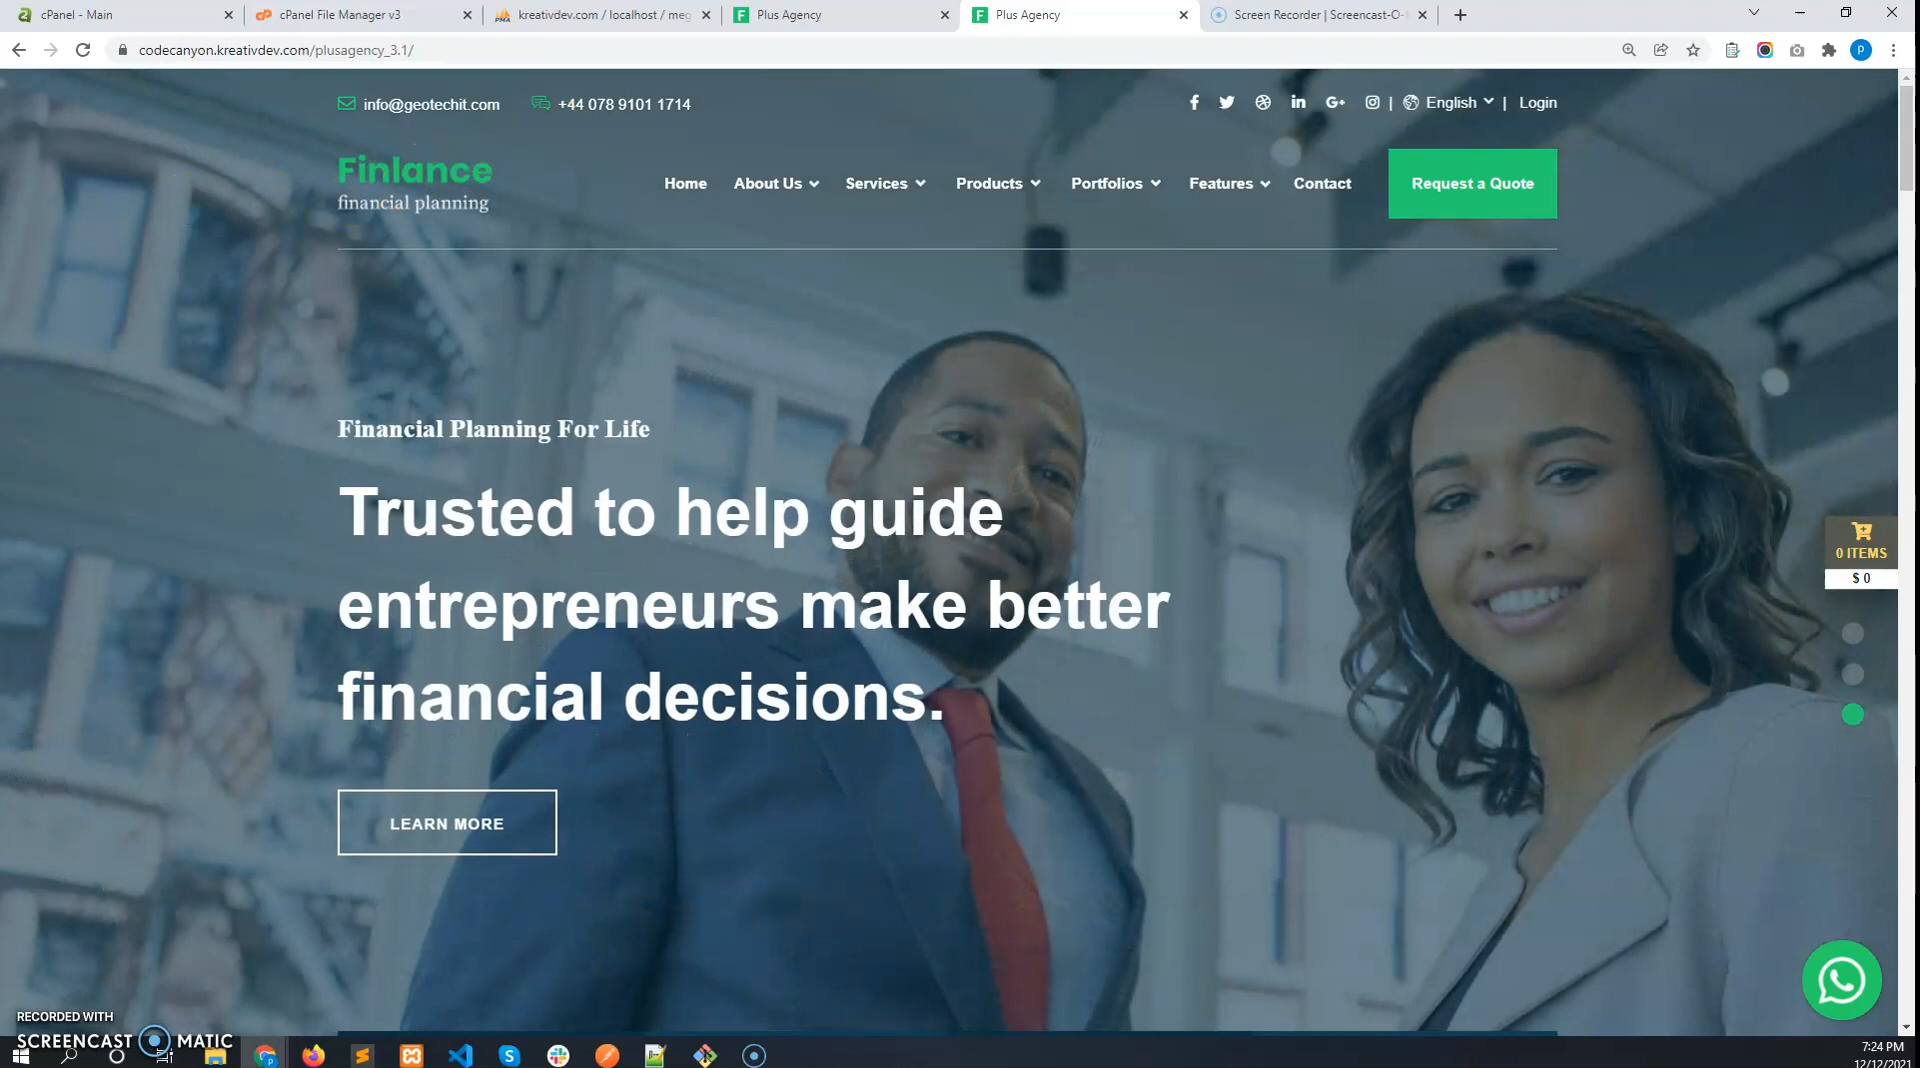 cPanel - Main
cPanel File Manager v3
kreativdev.com / localhost / meg
Plus Agency
Plus Agency
Screen Recorder | Screencast-O-
codecanyon.kreativdev.com/plusagency_3.1/
info@geotechit.com
+44 078 9101 1714
| English | Login
Finlance
financial planning
Home
About Us
Services
Products
Portfolios
Features
Contact
Request a Quote
Financial Planning For Life
Trusted to help guide
entrepreneurs make better
financial decisions.
LEARN MORE
0 ITEMS
$ 0
RECORDED WITH
SCREENCAST MATIC
7:24 PM
12/12/2021